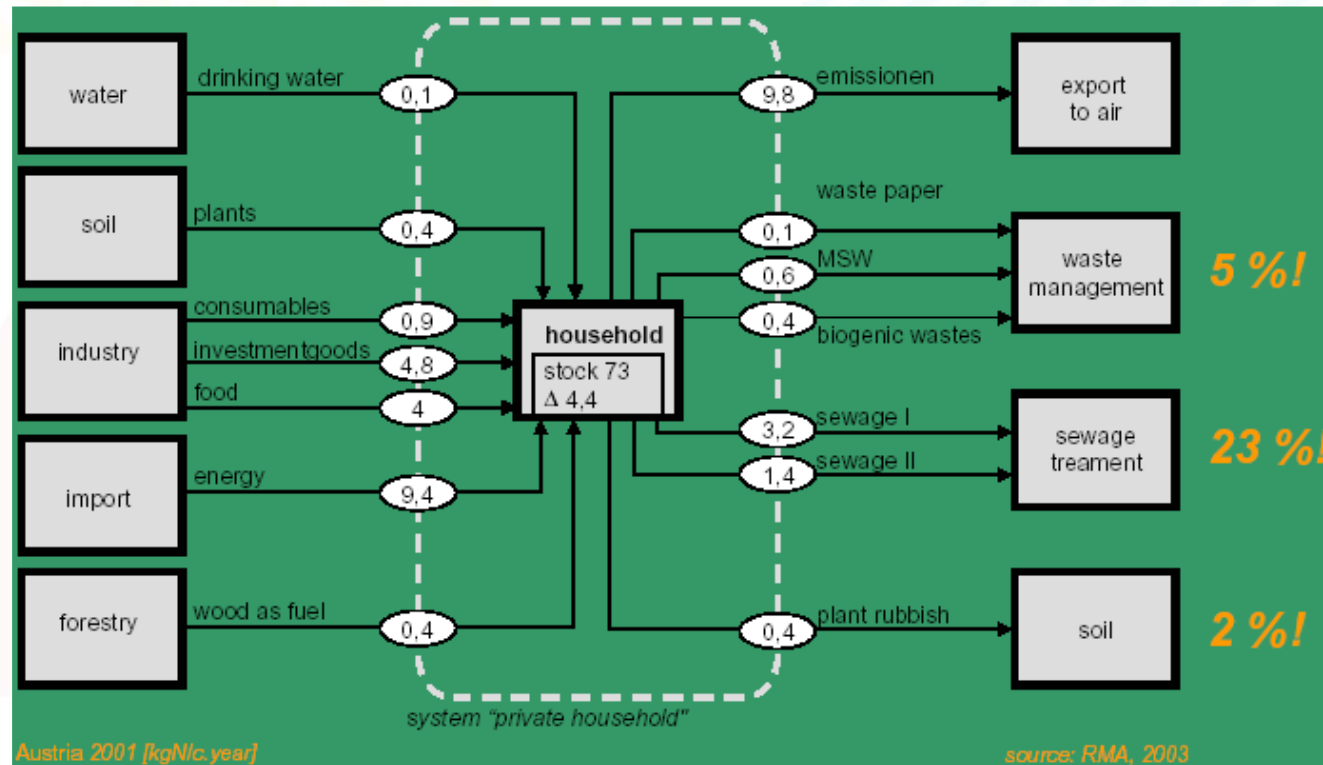 water
drinking water
0,1
soil
plants
0,4
industry
consumables
0,9
investmentgoods
4,8
food
4
import
energy
9,4
forestry
wood as fuel
0,4
household
stock 73
Δ 4,4
9,8
emissionen
export
to air
waste paper
0,1
MSW
0,6
0,4
biogenic wastes
waste
management
5 %!
3,2
sewage I
1,4
sewage II
sewage
treament
23 %!
0,4
plant rubbish
soil
2 %!
system "private household"
Austria 2001 [kgN/c.year]
source: RMA, 2003